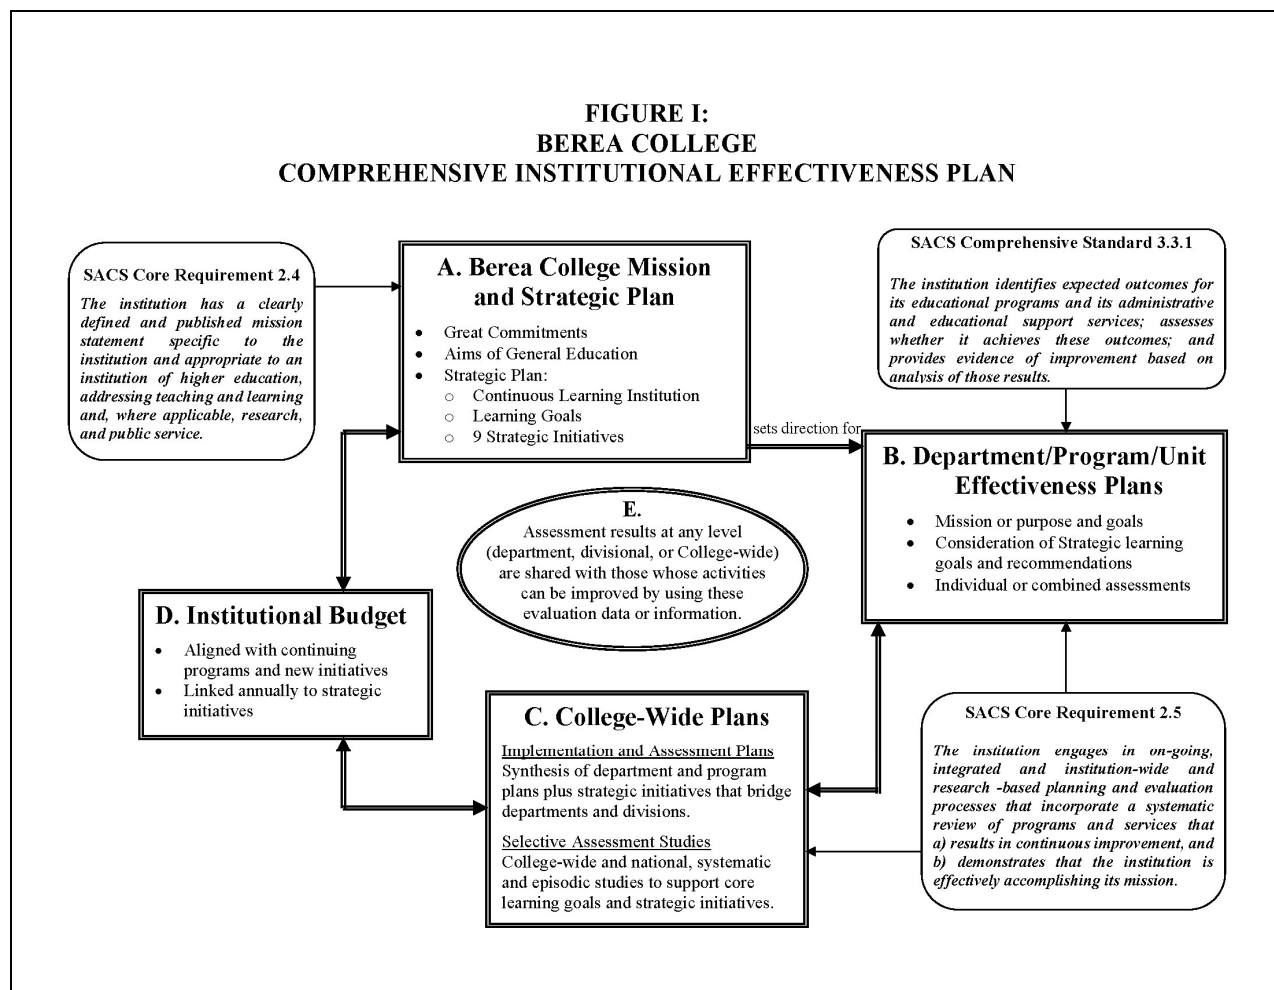 FIGURE I:
BEREA COLLEGE
COMPREHENSIVE INSTITUTIONAL EFFECTIVENESS PLAN
SACS Core Requirement 2.4
The institution has a clearly
defined and published mission
statement specific to the
institution and appropriate to an
institution of higher education,
addressing teaching and learning
and, where applicable, research,
and public service.
A. Berea College Mission
and Strategic Plan
• Great Commitments
• Aims of General Education
• Strategic Plan:
o Continuous Learning Institution
o Learning Goals
o 9 Strategic Initiatives
SACS Comprehensive Standard 3.3.1
The institution identifies expected outcomes for
its educational programs and its administrative
and educational support services; assesses
whether it achieves these outcomes; and
provides evidence of improvement based on
analysis of those results.
sets direction for
B. Department/Program/Unit
Effectiveness Plans
• Mission or purpose and goals
• Consideration of Strategic learning
goals and recommendations
• Individual or combined assessments
E.
Assessment results at any level
(department, divisional, or College-wide)
are shared with those whose activities
can be improved by using these
evaluation data or information.
D. Institutional Budget
• Aligned with continuing
programs and new initiatives
• Linked annually to strategic
initiatives
C. College-Wide Plans
Implementation and Assessment Plans
Synthesis of department and program
plans plus strategic initiatives that bridge
departments and divisions.
Selective Assessment Studies
College-wide and national, systematic
and episodic studies to support core
learning goals and strategic initiatives.
SACS Core Requirement 2.5
The institution engages in on-going,
integrated and institution-wide and
research -based planning and evaluation
processes that incorporate a systematic
review of programs and services that
a) results in continuous improvement, and
b) demonstrates that the institution is
effectively accomplishing its mission.